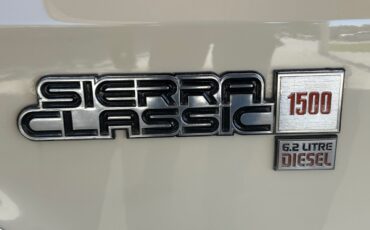 SIERRA
CLASSIC
1500
6.2 LITRE
DIESEL